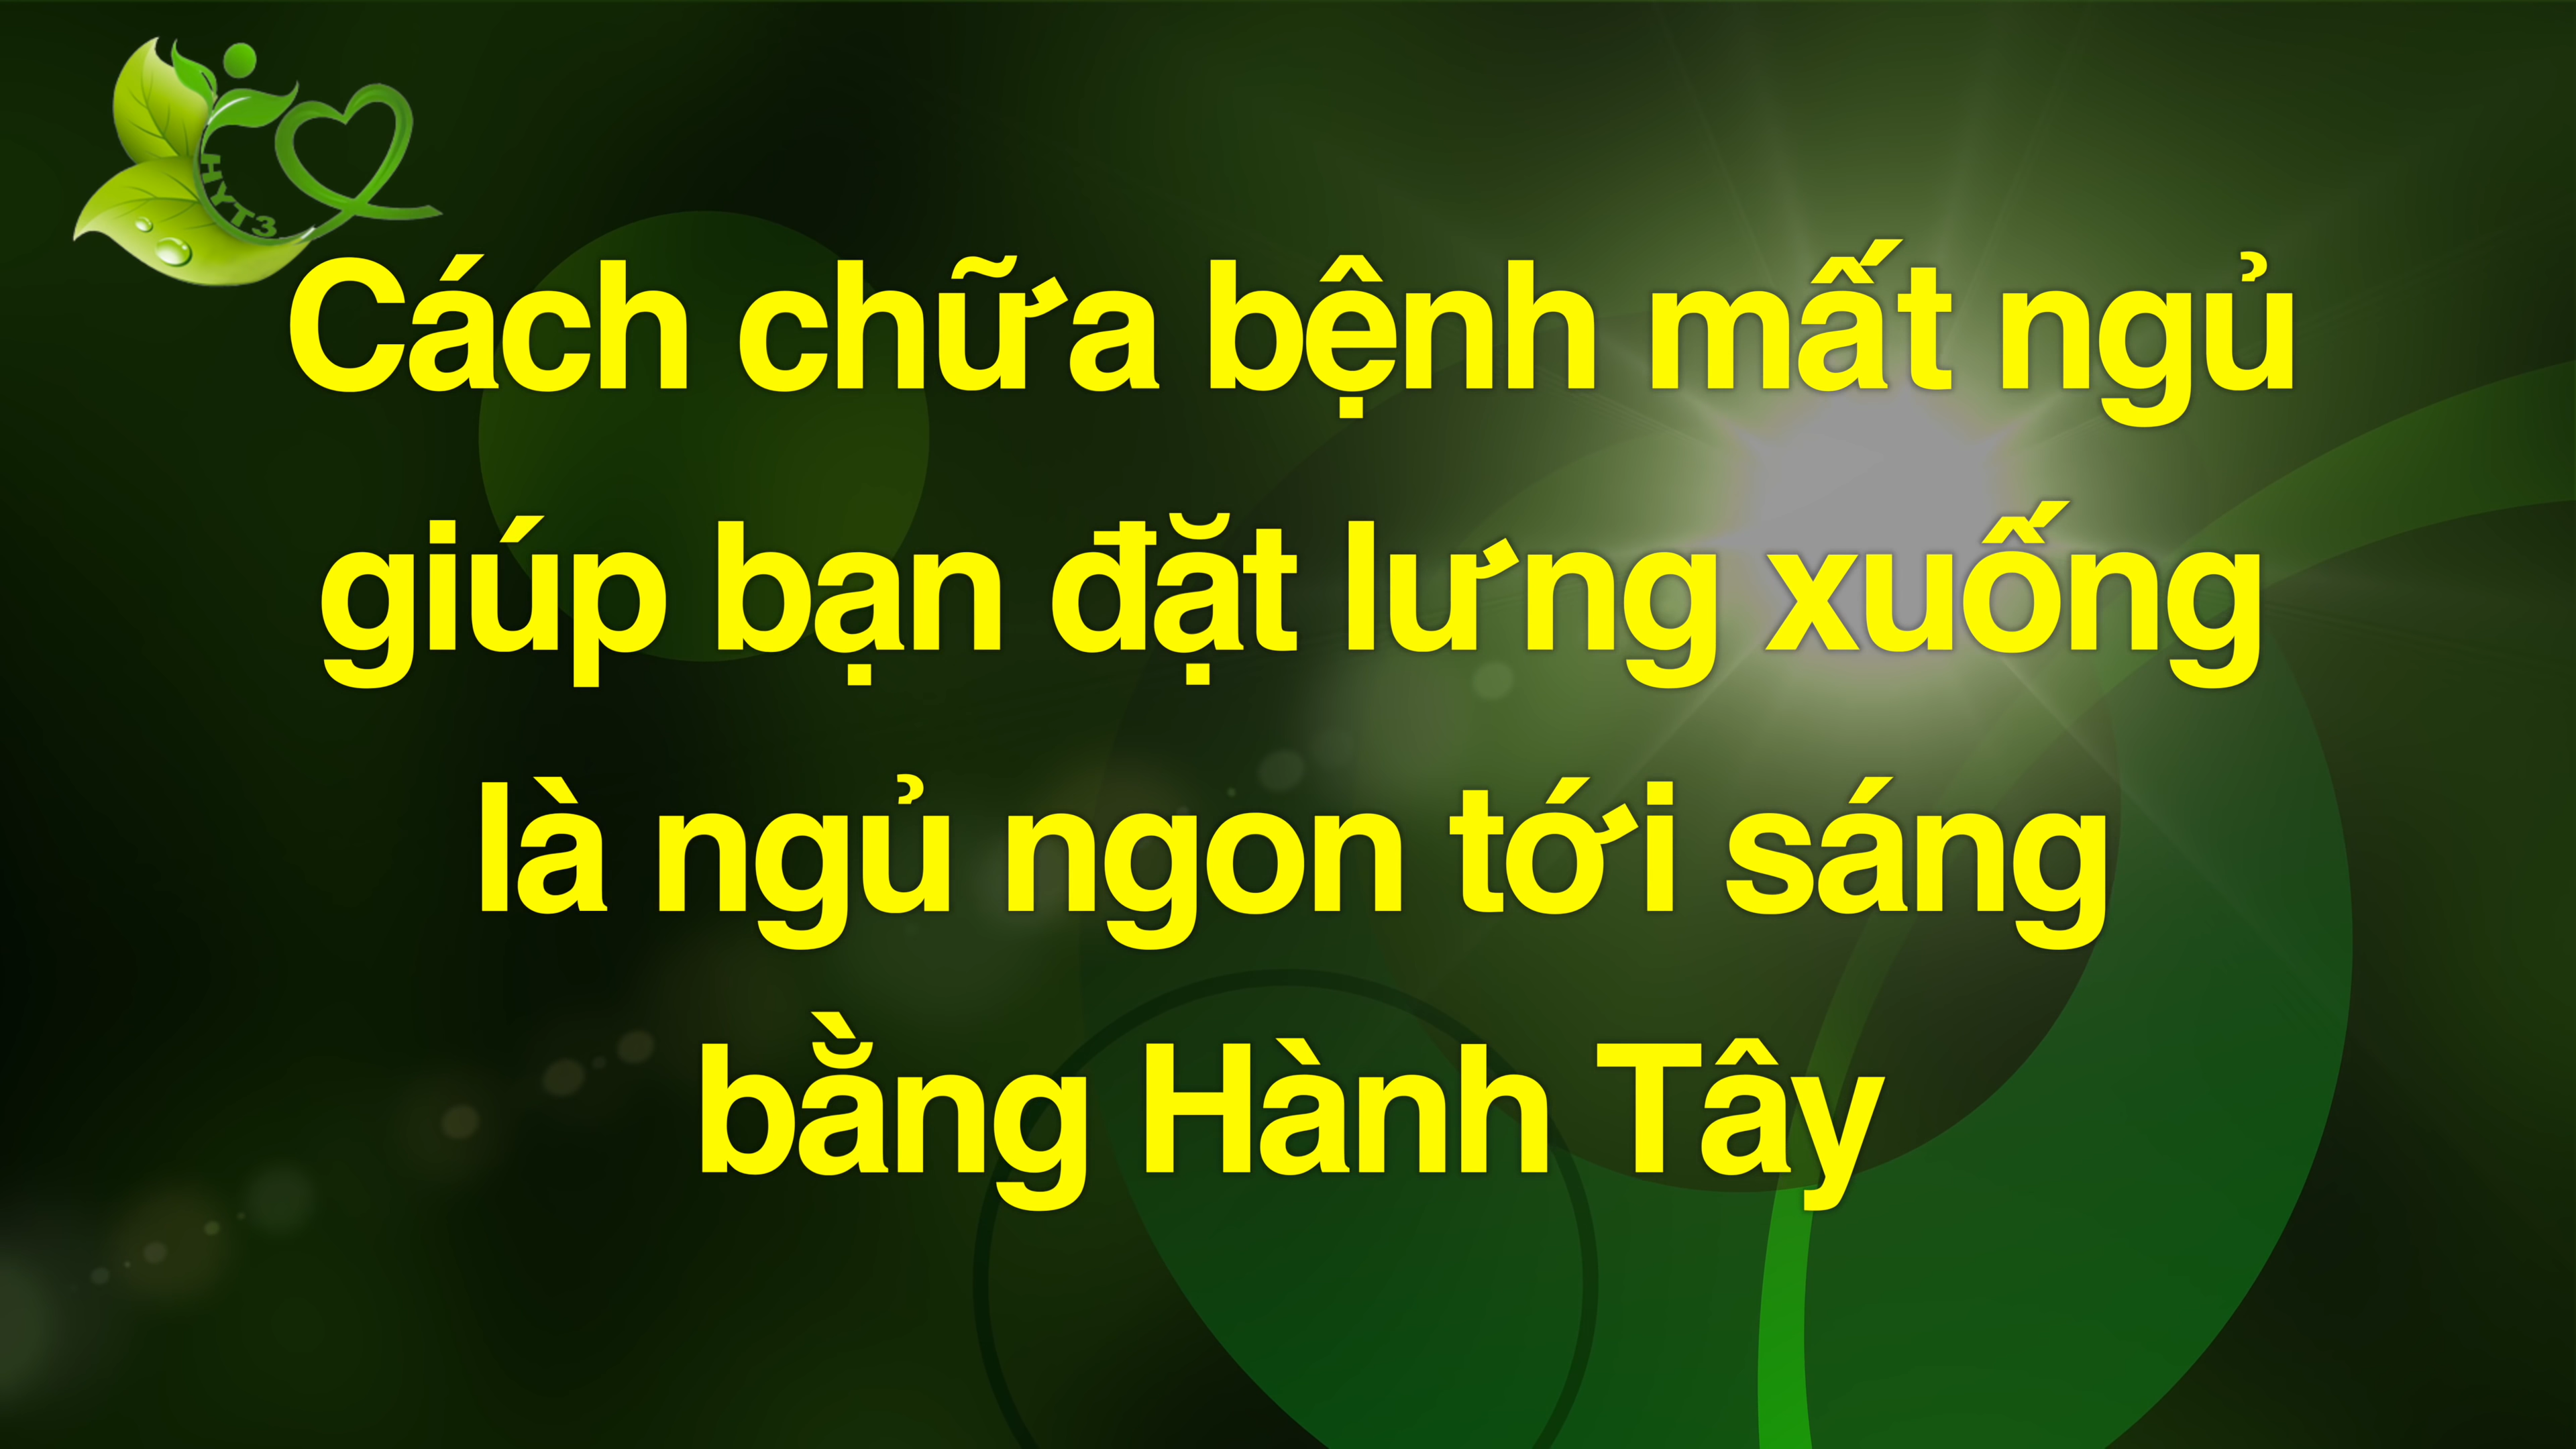 HYT3
Cách chữa bệnh mất ngủ
giúp bạn đặt lưng xuống
là ngủ ngon tới sáng
bằng Hành Tây